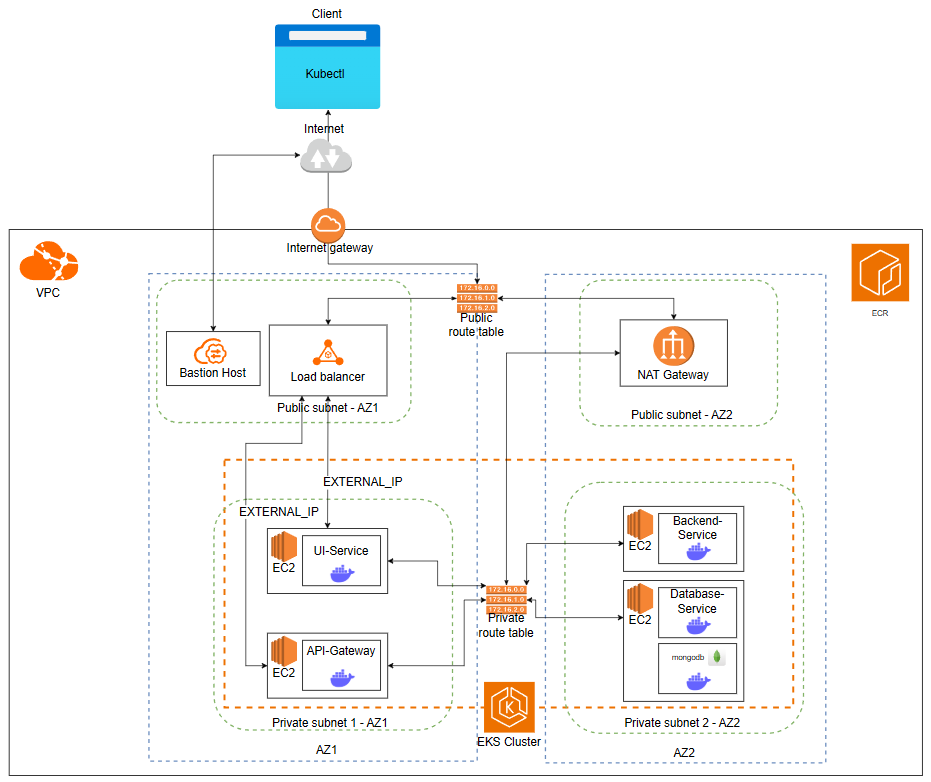 Client
Kubectl
Internet
Internet gateway
VPC
ECR
172.16.0.0
172.16.1.0
172.16.2.0
Public
route table
Bastion Host
Load balancer
Public subnet - AZ1
NAT Gateway
Public subnet - AZ2
EXTERNAL_IP
EXTERNAL_IP
EC2
UI-Service
EC2
API-Gateway
Private subnet 1 - AZ1
AZ1
172.16.0.0
172.16.1.0
172.16.2.0
Private
route table
K
EKS Cluster
EC2
Backend-
Service
EC2
Database-
Service
mongodb
Private subnet 2 - AZ2
AZ2